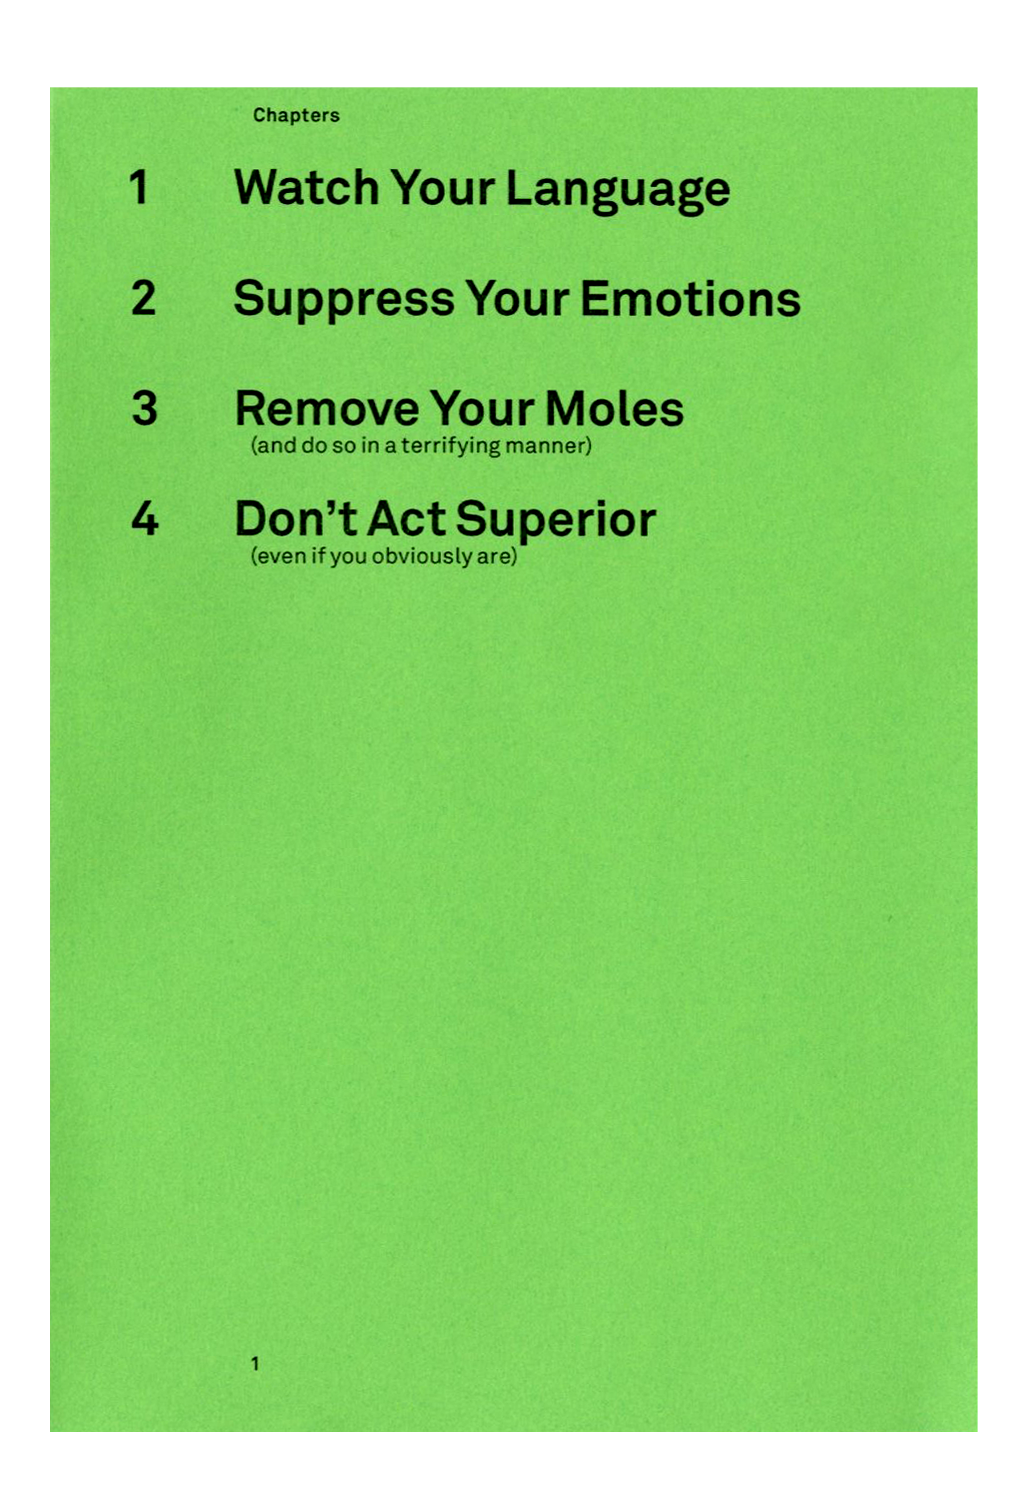 Chapters
1 Watch Your Language
2 Suppress Your Emotions
3 Remove Your Moles
(and do so in a terrifying manner)
4 Don’t Act Superior
(even if you obviously are)
1